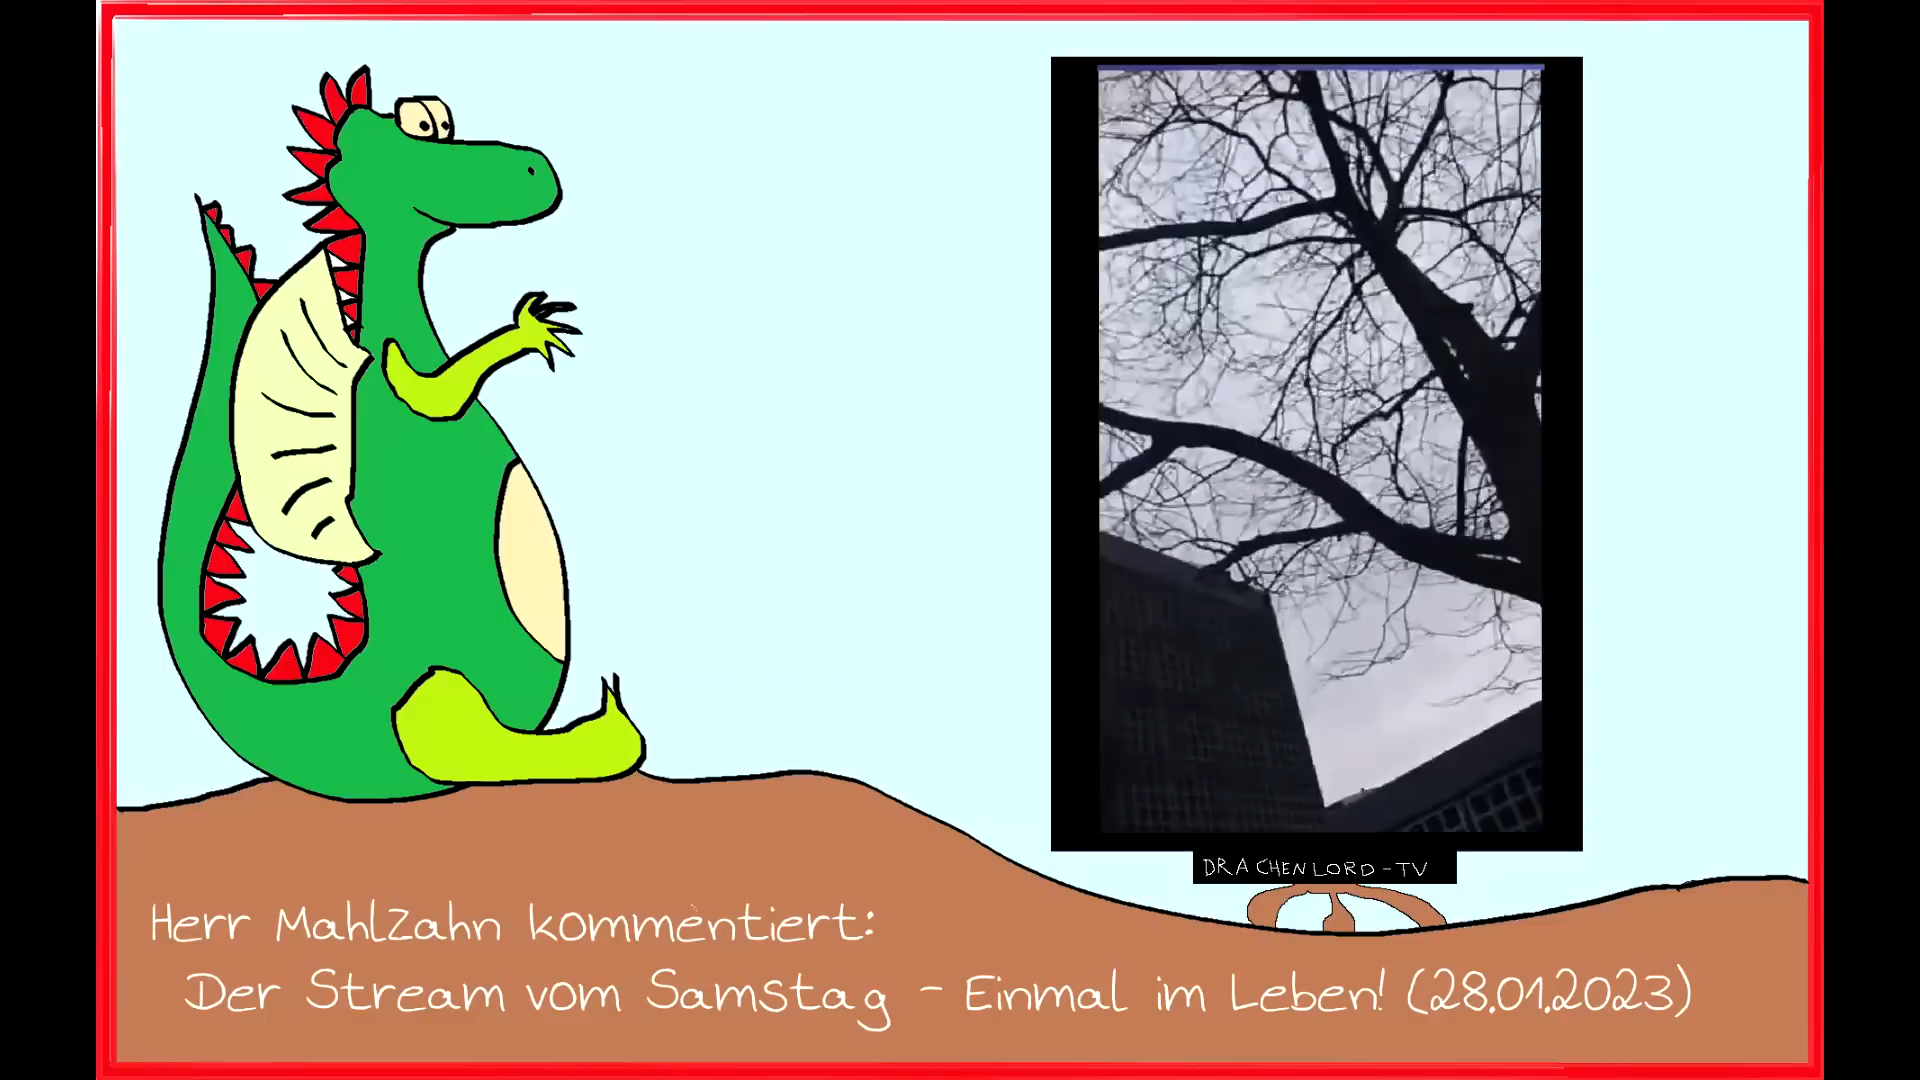 DRACHENLORD-TV
Herr Mahlzahn kommentiert:
Der Stream vom Samstag - Einmal im Leben! (28.01.2023)